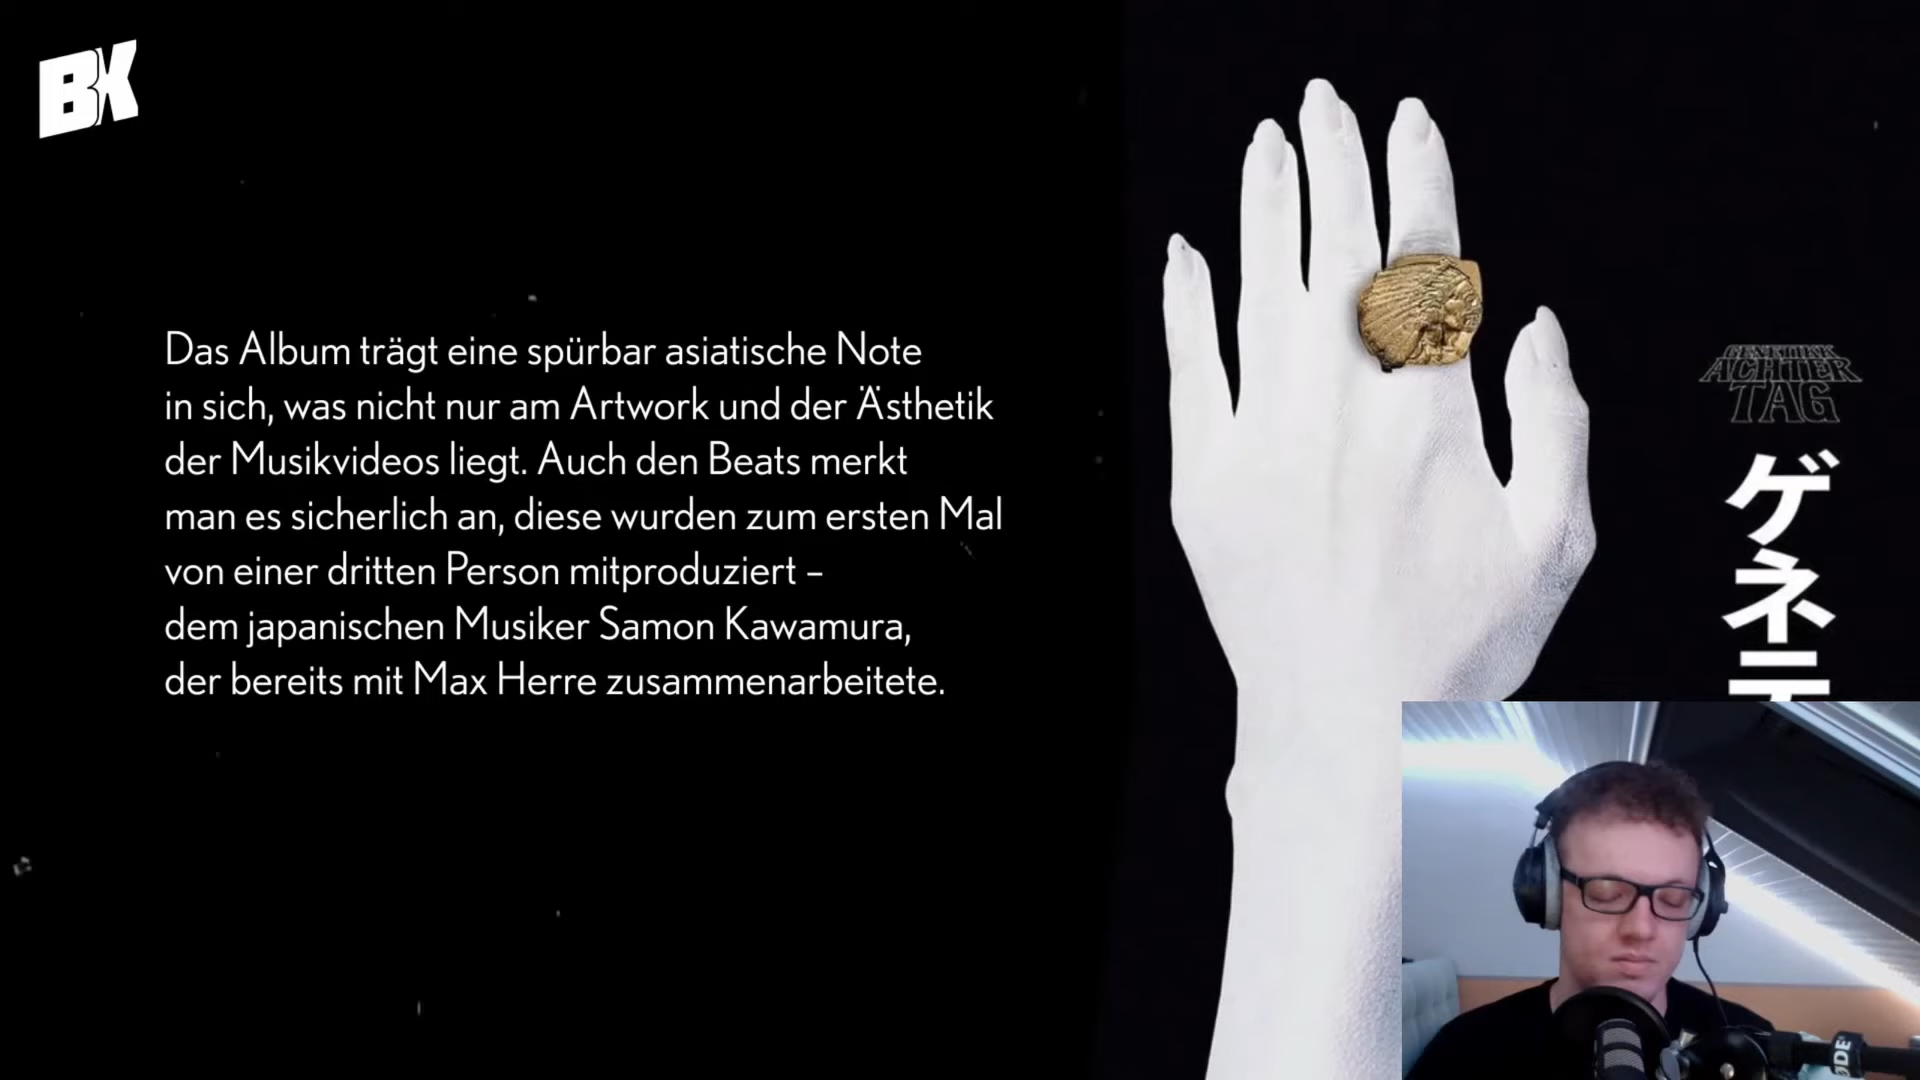 BK
Das Album trägt eine spürbar asiatische Note
in sich, was nicht nur am Artwork und der Ästhetik
der Musikvideos liegt. Auch den Beats merkt
man es sicherlich an, diese wurden zum ersten Mal
von einer dritten Person mitproduziert –
dem japanischen Musiker Samon Kawamura,
der bereits mit Max Herre zusammenarbeitete.
GENETIKK
ACHTER
TAG
ゲネテ